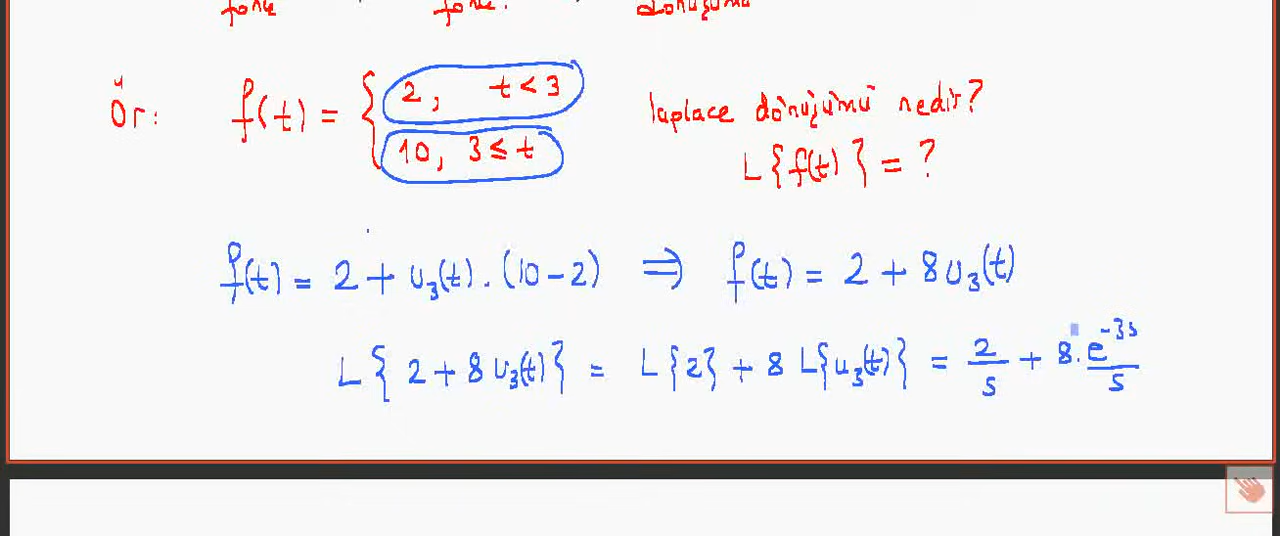 Ör: f(t) = { 2, t < 3 laplace dönüşümü nedir?
10, 3 ≤ t L{f(t)} = ?
f(t) = 2 + u₃(t) . (10 - 2) ⇒ f(t) = 2 + 8u₃(t)
L{2 + 8u₃(t)} = L{2} + 8 L{u₃(t)} = 2/s + 8 . e^(-3s)/s